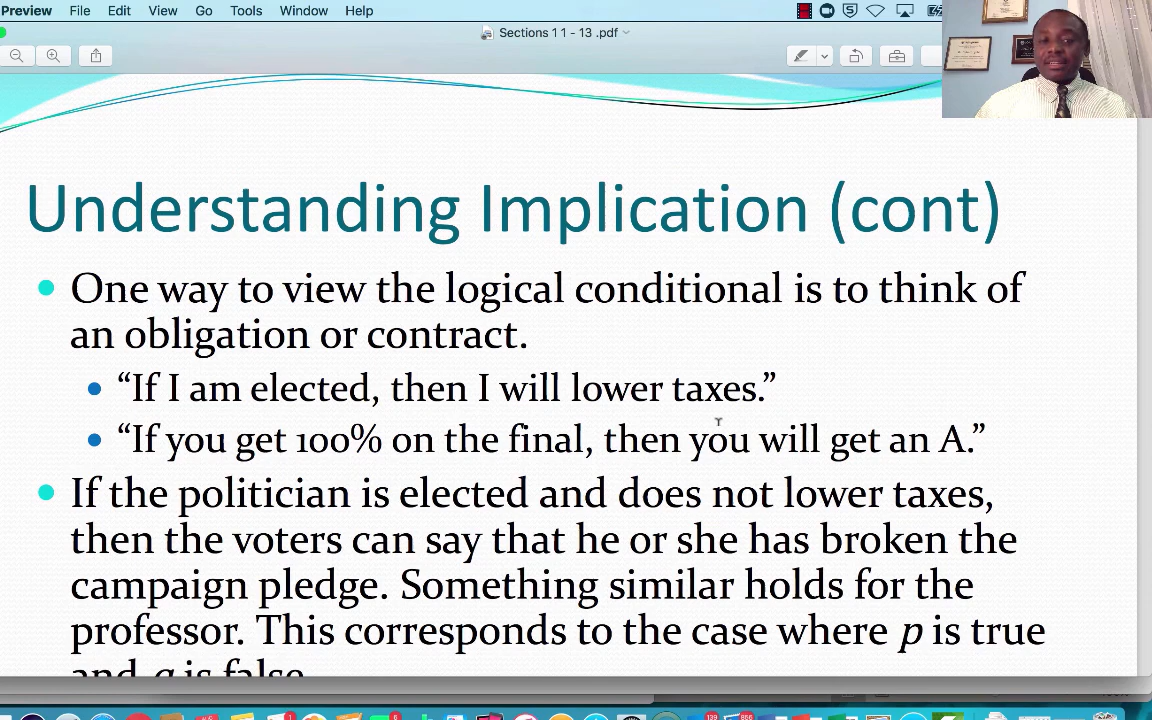 Preview File Edit View Go Tools Window Help
Sections 1 1 - 13 .pdf
Understanding Implication (cont)
One way to view the logical conditional is to think of
an obligation or contract.
“If I am elected, then I will lower taxes.”
“If you get 100% on the final, then you will get an A.”
If the politician is elected and does not lower taxes,
then the voters can say that he or she has broken the
campaign pledge. Something similar holds for the
professor. This corresponds to the case where p is true
and q is false
139 866